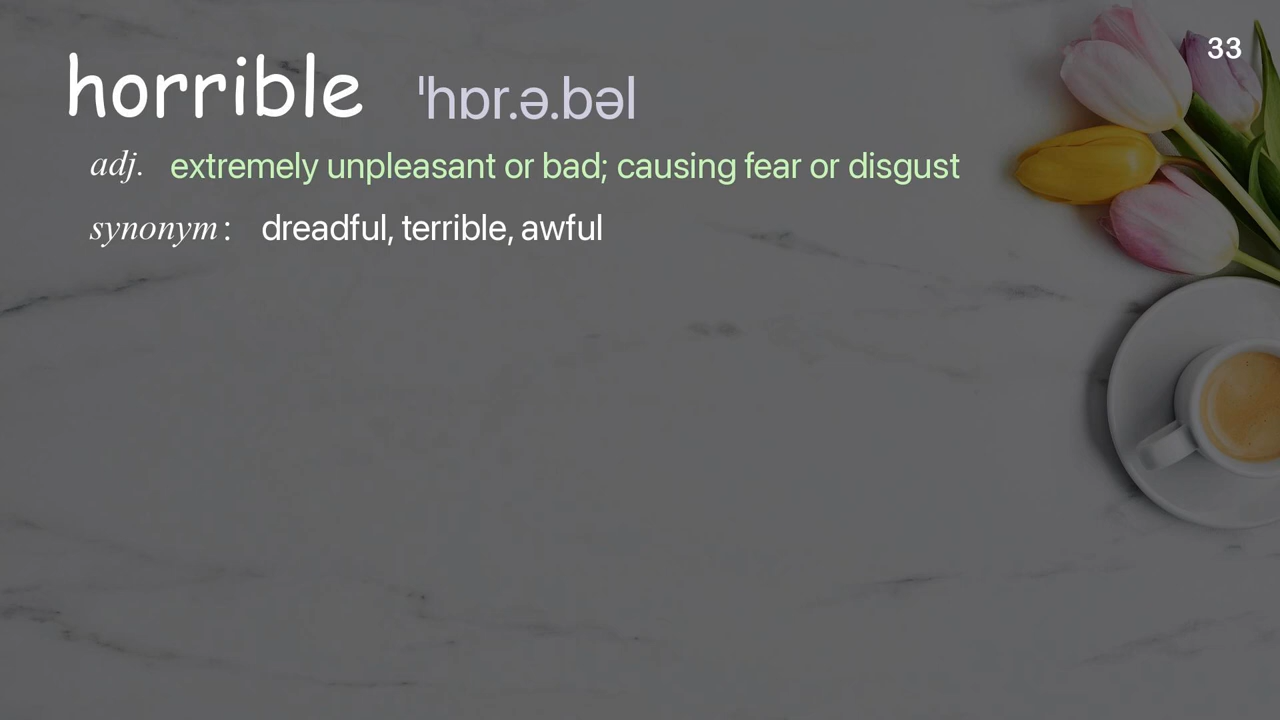 33
horrible ˈhɒr.ə.bəl
adj. extremely unpleasant or bad; causing fear or disgust
synonym: dreadful, terrible, awful